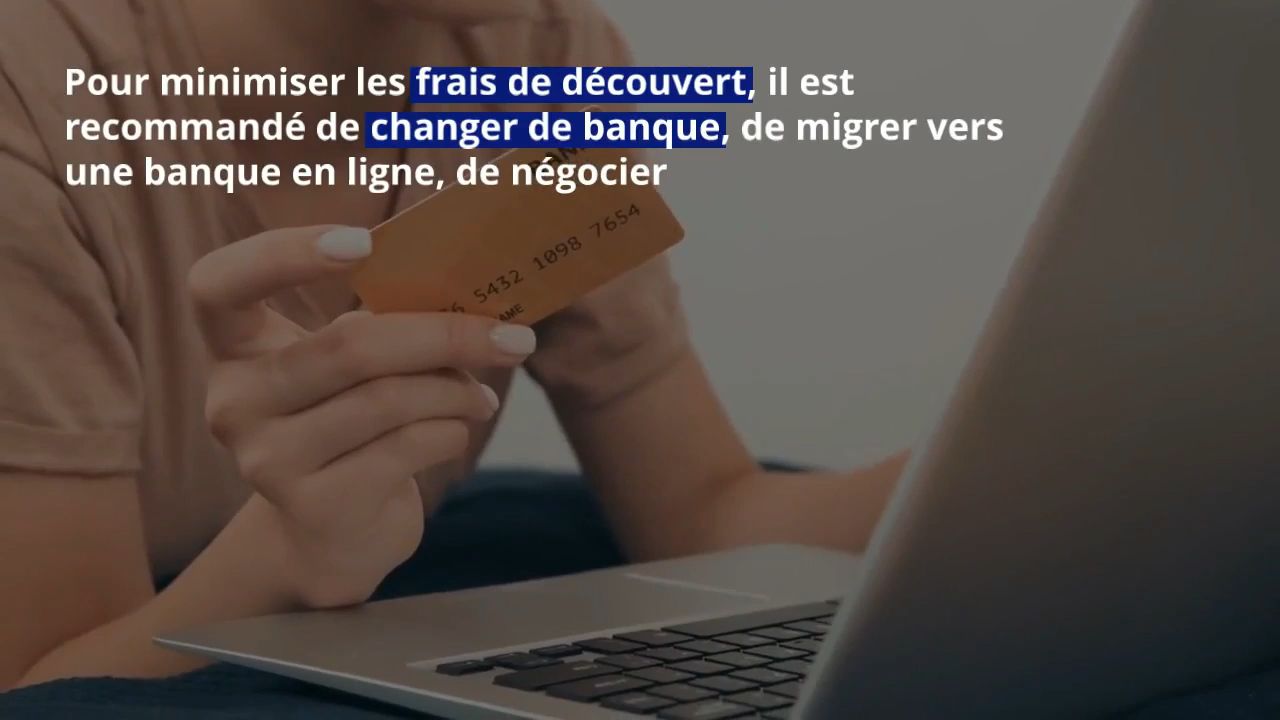 Pour minimiser les frais de découvert, il est
recommandé de changer de banque, de migrer vers
une banque en ligne, de négocier
5432 1098 7654